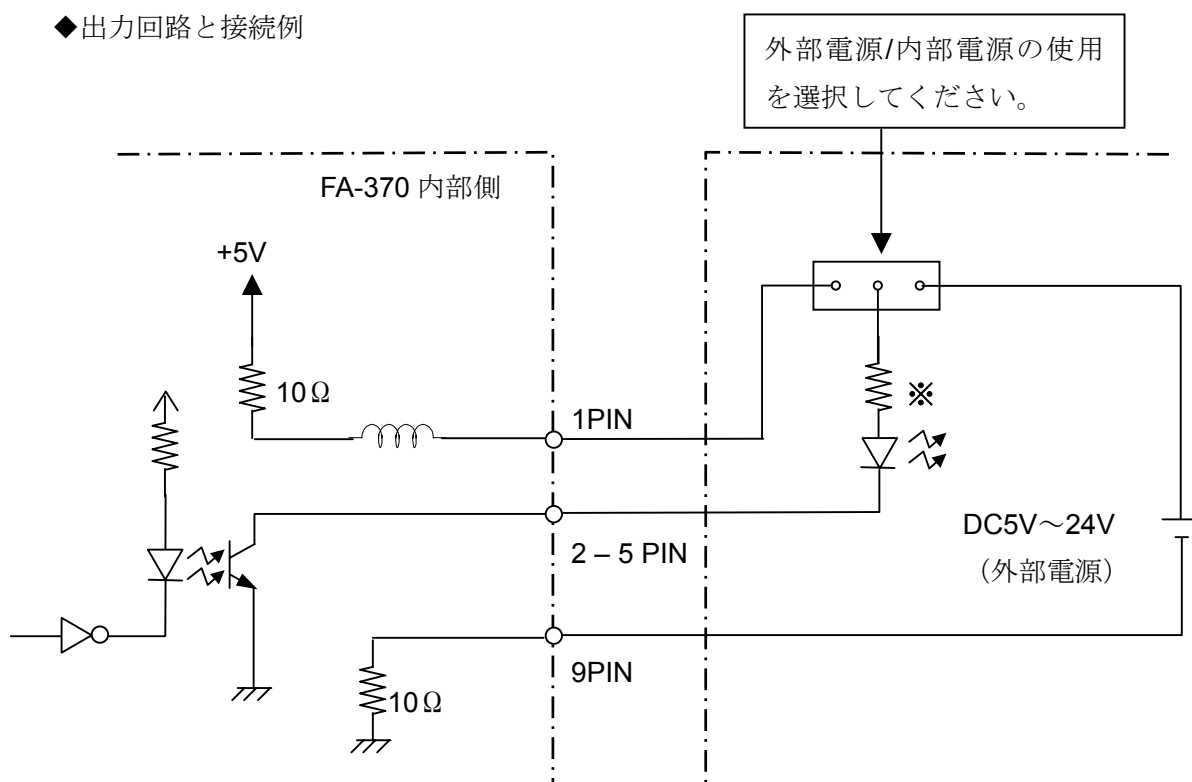 ◆出力回路と接続例
外部電源/内部電源の使用
を選択してください。
FA-370 内部側
+5V
10Ω
※
1PIN
DC5V～24V
2 – 5 PIN
（外部電源）
9PIN
10Ω